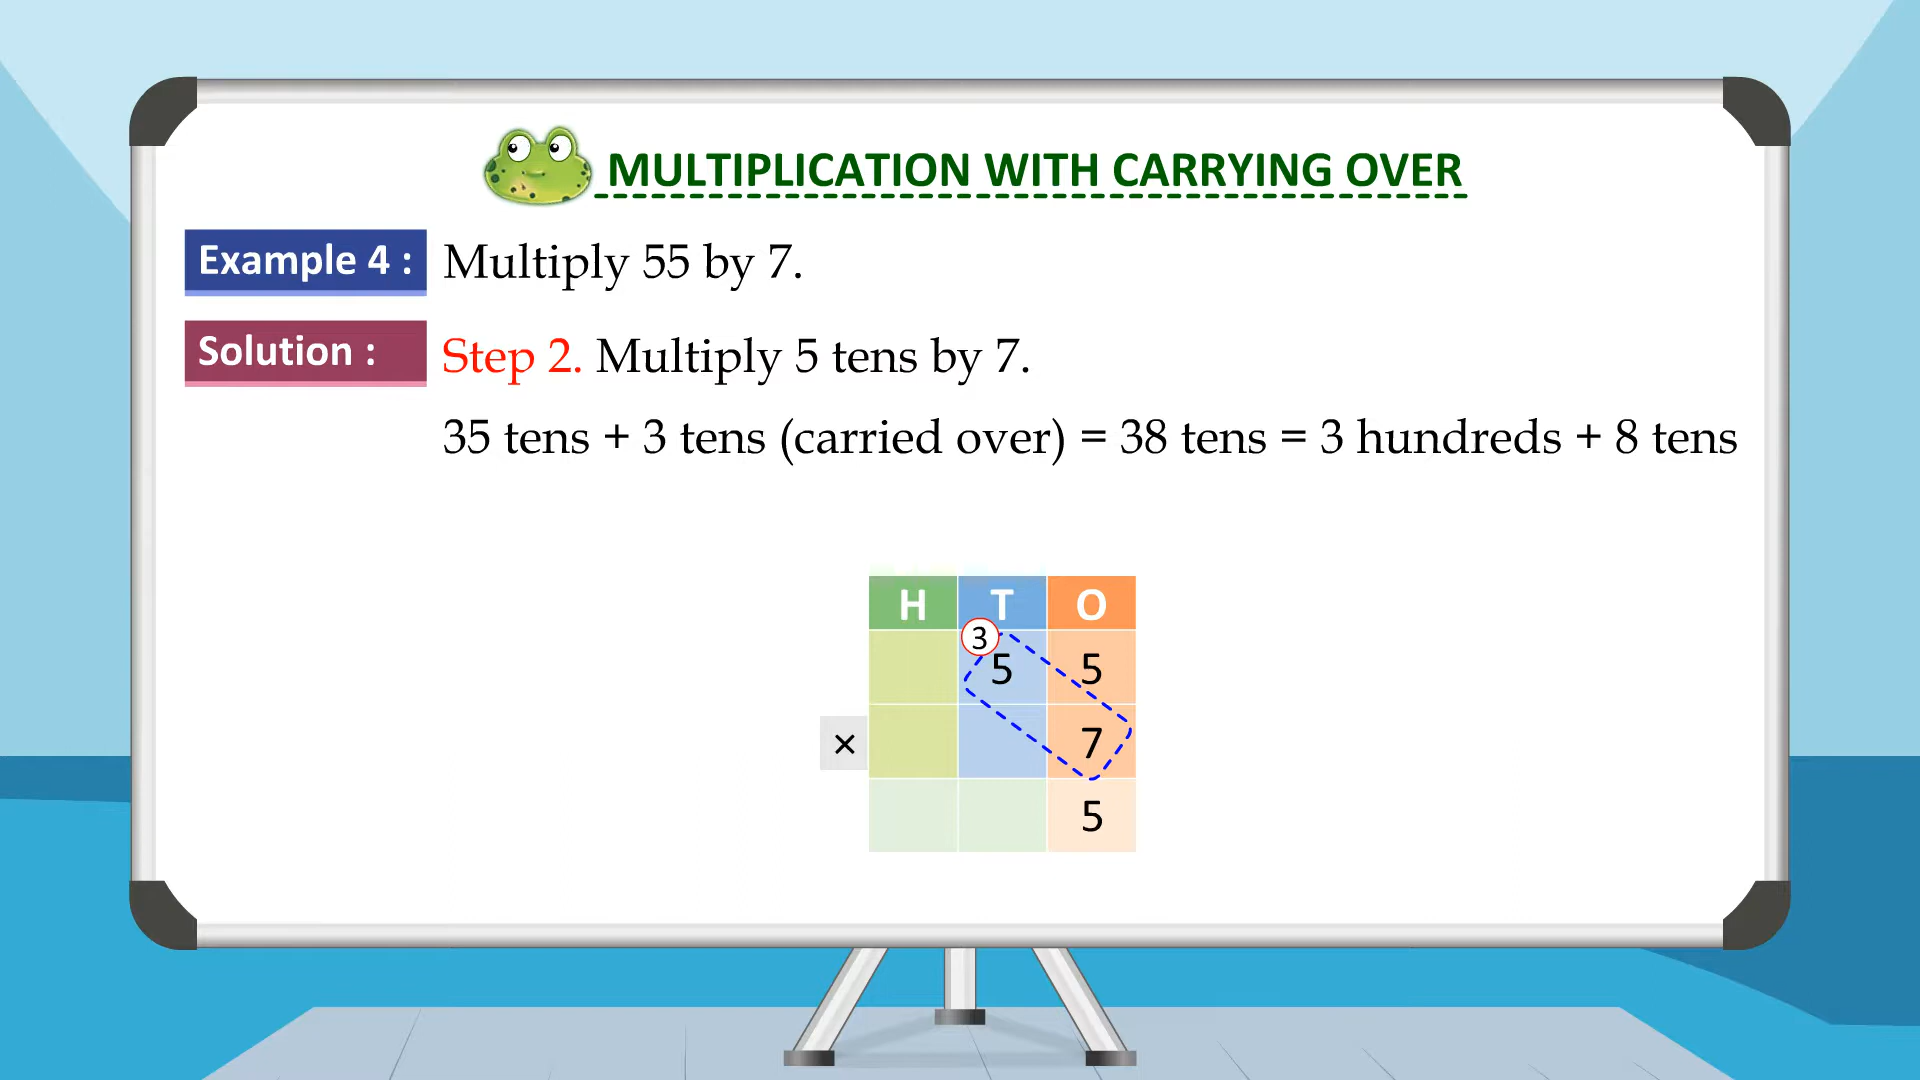 MULTIPLICATION WITH CARRYING OVER
Example 4 : Multiply 55 by 7.
Solution : Step 2. Multiply 5 tens by 7.
35 tens + 3 tens (carried over) = 38 tens = 3 hundreds + 8 tens
H T O
3
5 5
× 7
5